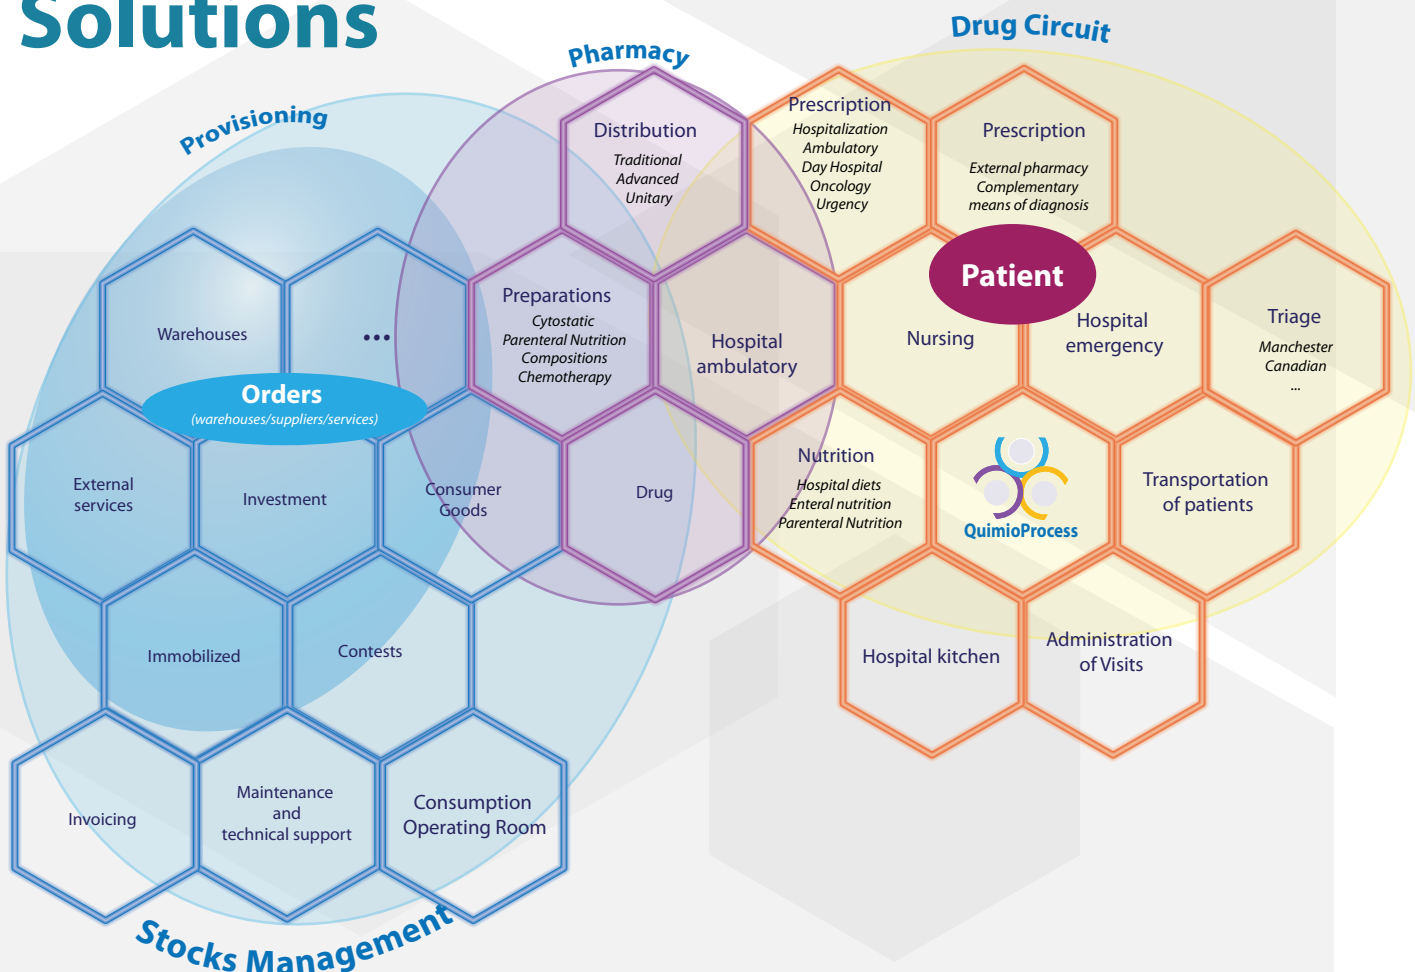 Solutions
Drug Circuit
Pharmacy
Provisioning
Distribution
Traditional
Advanced
Unitary
Prescription
Hospitalization
Ambulatory
Day Hospital
Oncology
Urgency
Prescription
External pharmacy
Complementary
means of diagnosis
Patient
Warehouses
...
Preparations
Cytostatic
Parenteral Nutrition
Compositions
Chemotherapy
Hospital
ambulatory
Nursing
Hospital
emergency
Triage
Manchester
Canadian
...
Orders
(warehouses/suppliers/services)
External
services
Investment
Consumer
Goods
Drug
Nutrition
Hospital diets
Enteral nutrition
Parenteral Nutrition
QuimioProcess
Transportation
of patients
Immobilized
Contests
Hospital kitchen
Administration
of Visits
Invoicing
Maintenance
and
technical support
Consumption
Operating Room
Stocks Management